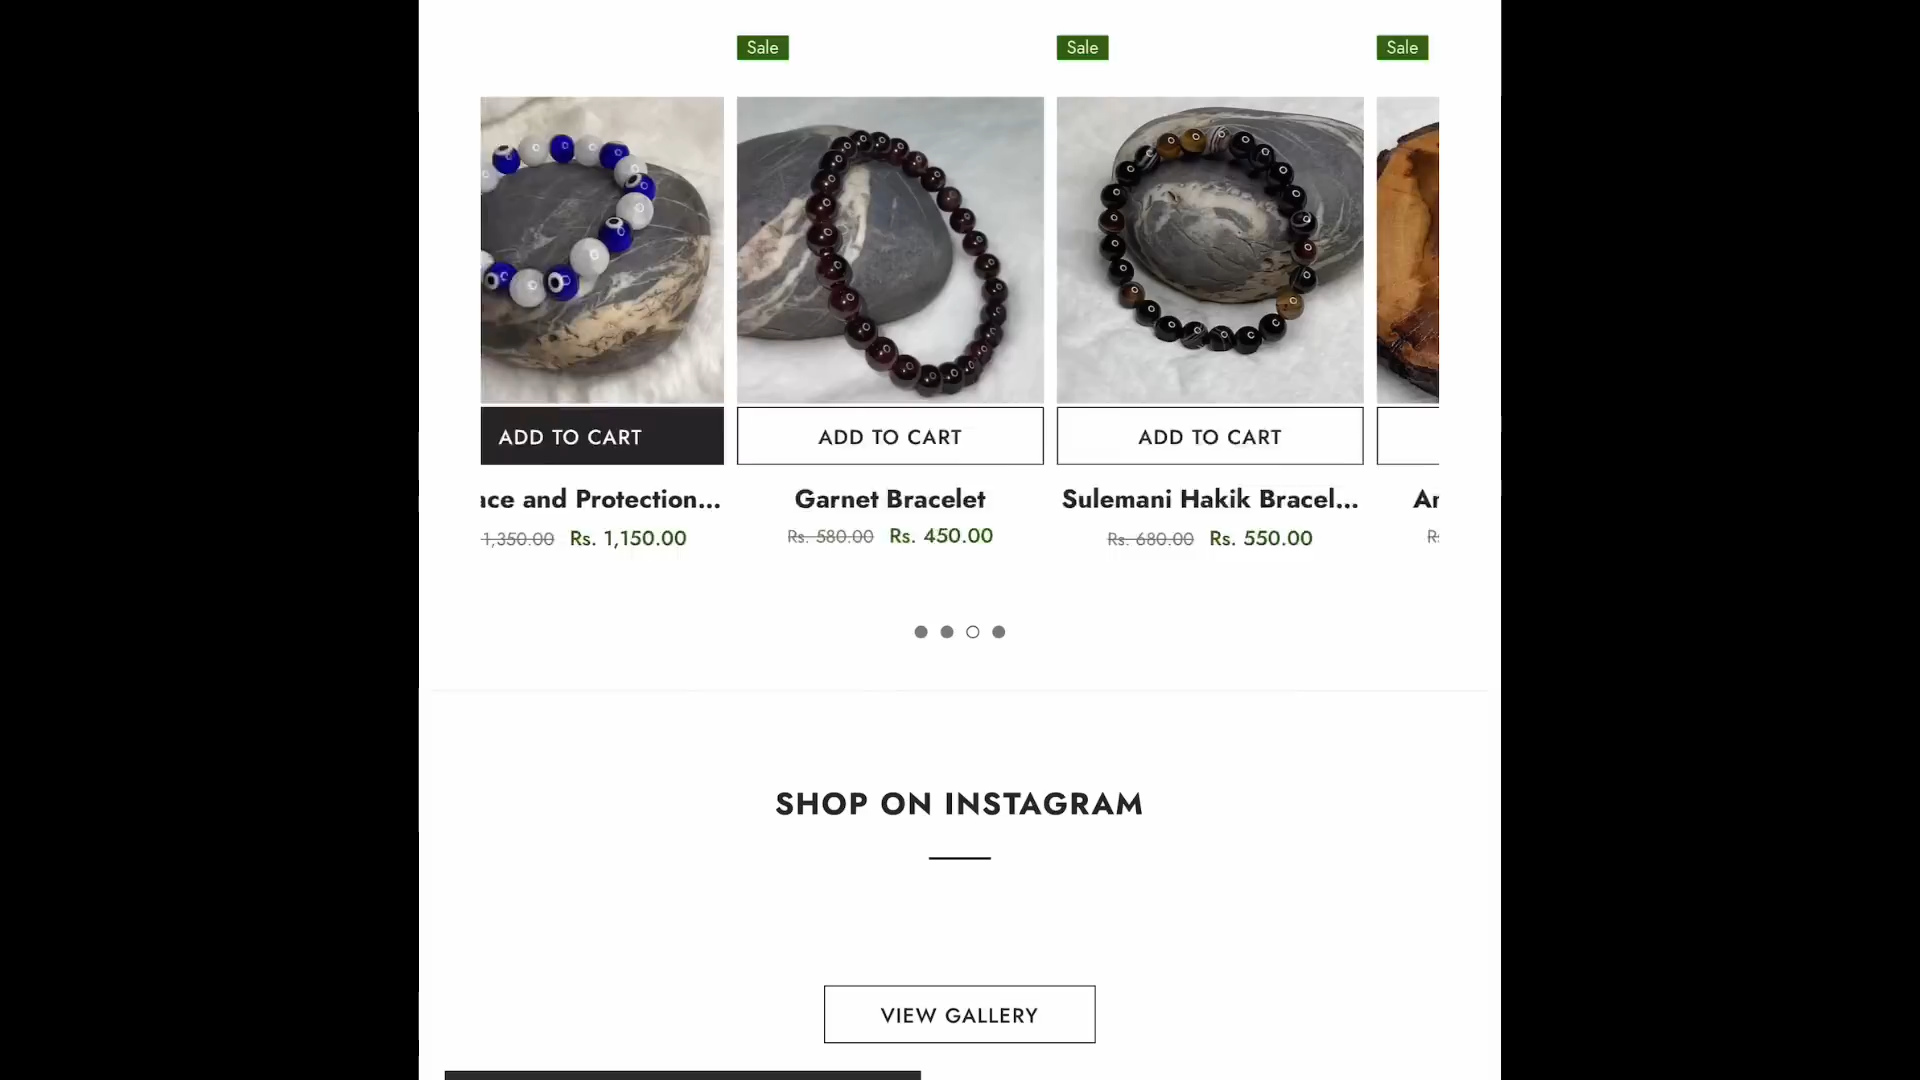 Sale Sale Sale
ADD TO CART ADD TO CART ADD TO CART
and Protection... Garnet Bracelet Sulemani Hakik Bracel...
1,350.00 Rs. 1,150.00 Rs. 580.00 Rs. 450.00 Rs. 680.00 Rs. 550.00
SHOP ON INSTAGRAM
VIEW GALLERY